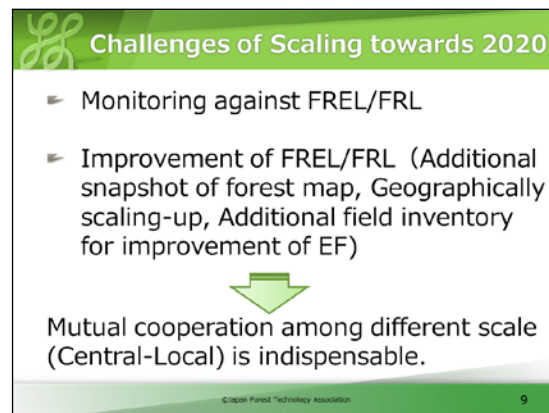 Challenges of Scaling towards 2020
Monitoring against FREL/FRL
Improvement of FREL/FRL（Additional
snapshot of forest map, Geographically
scaling-up, Additional field inventory
for improvement of EF)
Mutual cooperation among different scale
(Central-Local) is indispensable.
©Japan Forest Technology Association
9